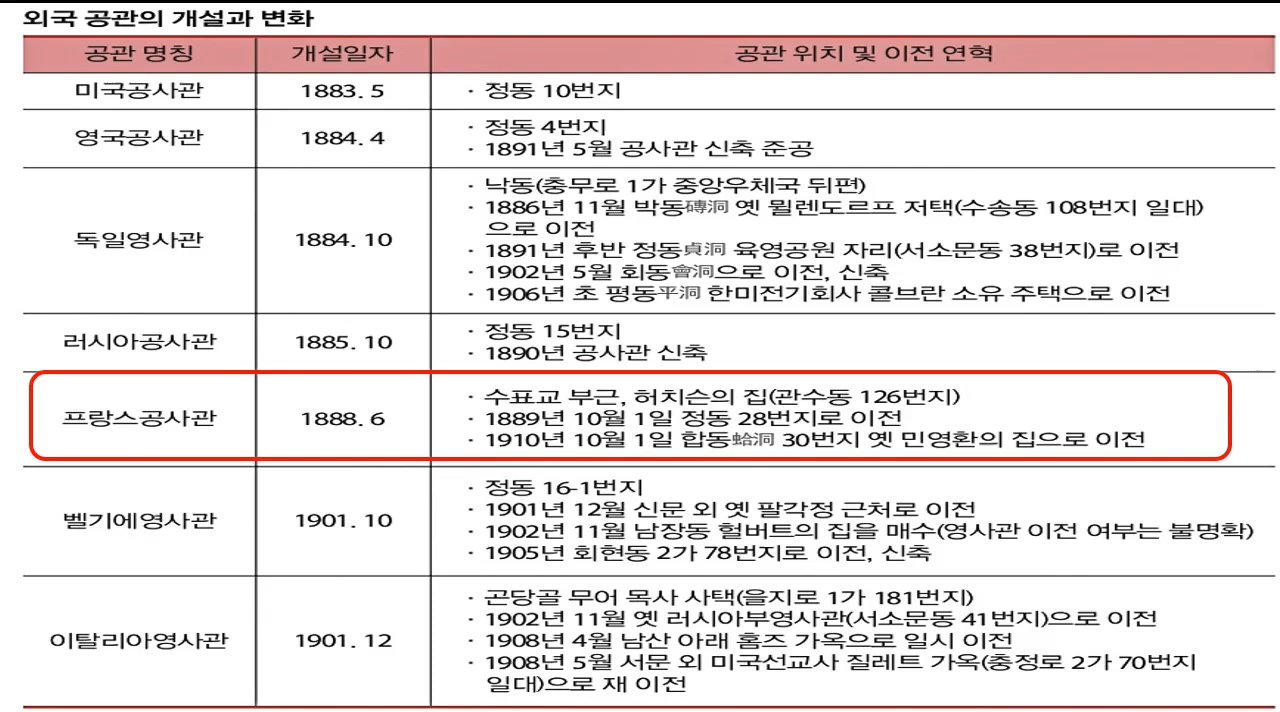 외국 공관의 개설과 변화
공관 명칭 개설일자 공관 위치 및 이전 연혁
미국공사관 1883. 5 · 정동 10번지
영국공사관 1884. 4 · 정동 4번지
· 1891년 5월 공사관 신축 준공
독일영사관 1884. 10 · 낙동(충무로 1가 중앙우체국 뒤편)
· 1886년 11월 박동磚洞 옛 묄렌도르프 저택(수송동 108번지 일대)
으로 이전
· 1891년 후반 정동貞洞 육영공원 자리(서소문동 38번지)로 이전
· 1902년 5월 회동會洞으로 이전, 신축
· 1906년 초 평동平洞 한미전기회사 콜브란 소유 주택으로 이전
러시아공사관 1885. 10 · 정동 15번지
· 1890년 공사관 신축
프랑스공사관 1888. 6 · 수표교 부근, 허치슨의 집(관수동 126번지)
· 1889년 10월 1일 정동 28번지로 이전
· 1910년 10월 1일 합동蛤洞 30번지 옛 민영환의 집으로 이전
벨기에영사관 1901. 10 · 정동 16-1번지
· 1901년 12월 신문 외 옛 팔각정 근처로 이전
· 1902년 11월 남장동 헐버트의 집을 매수(영사관 이전 여부는 불명확)
· 1905년 회현동 2가 78번지로 이전, 신축
이탈리아영사관 1901. 12 · 곤당골 무어 목사 사택(을지로 1가 181번지)
· 1902년 11월 옛 러시아부영사관(서소문동 41번지)으로 이전
· 1908년 4월 남산 아래 홈즈 가옥으로 일시 이전
· 1908년 5월 서문 외 미국선교사 질레트 가옥(충정로 2가 70번지
일대)으로 재 이전